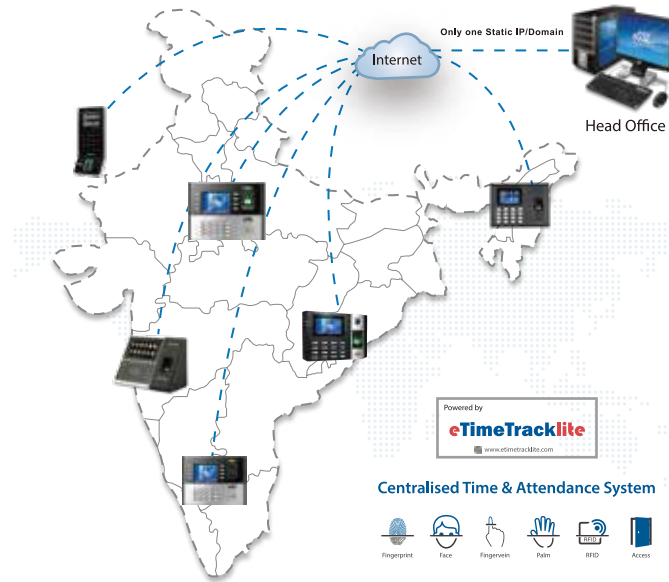 Only one Static IP/Domain
Internet
Head Office
Powered by
eTimeTracklite
www.etimetracklite.com
Centralised Time & Attendance System
Fingerprint
Face
Fingervein
Palm
RFID
RFID
Access